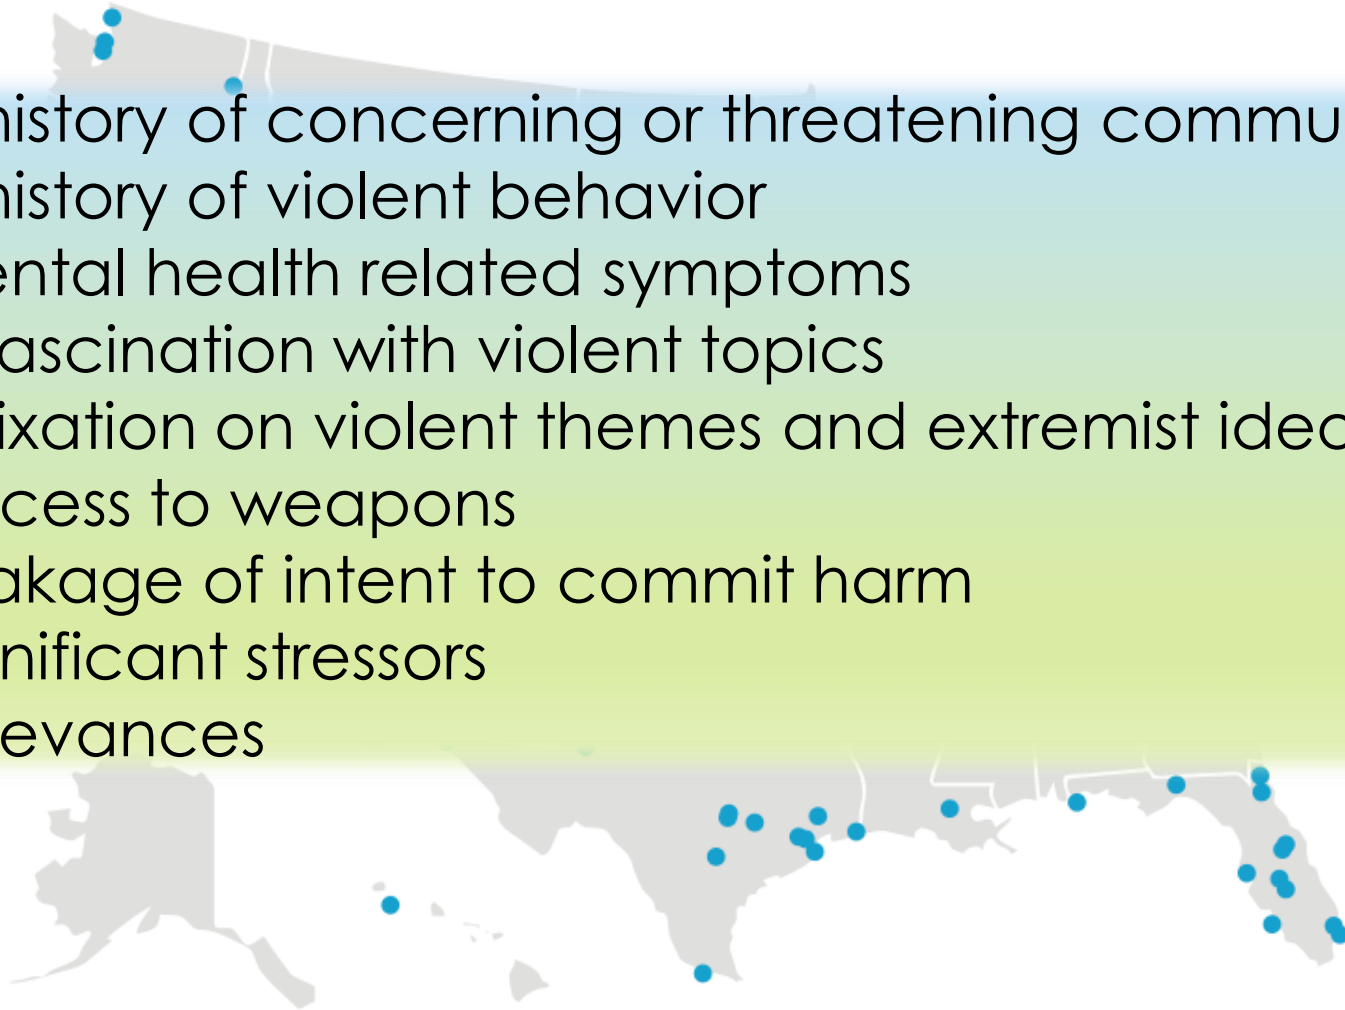 history of concerning or threatening commu
history of violent behavior
ental health related symptoms
ascination with violent topics
ixation on violent themes and extremist ideo
cess to weapons
akage of intent to commit harm
nificant stressors
evances